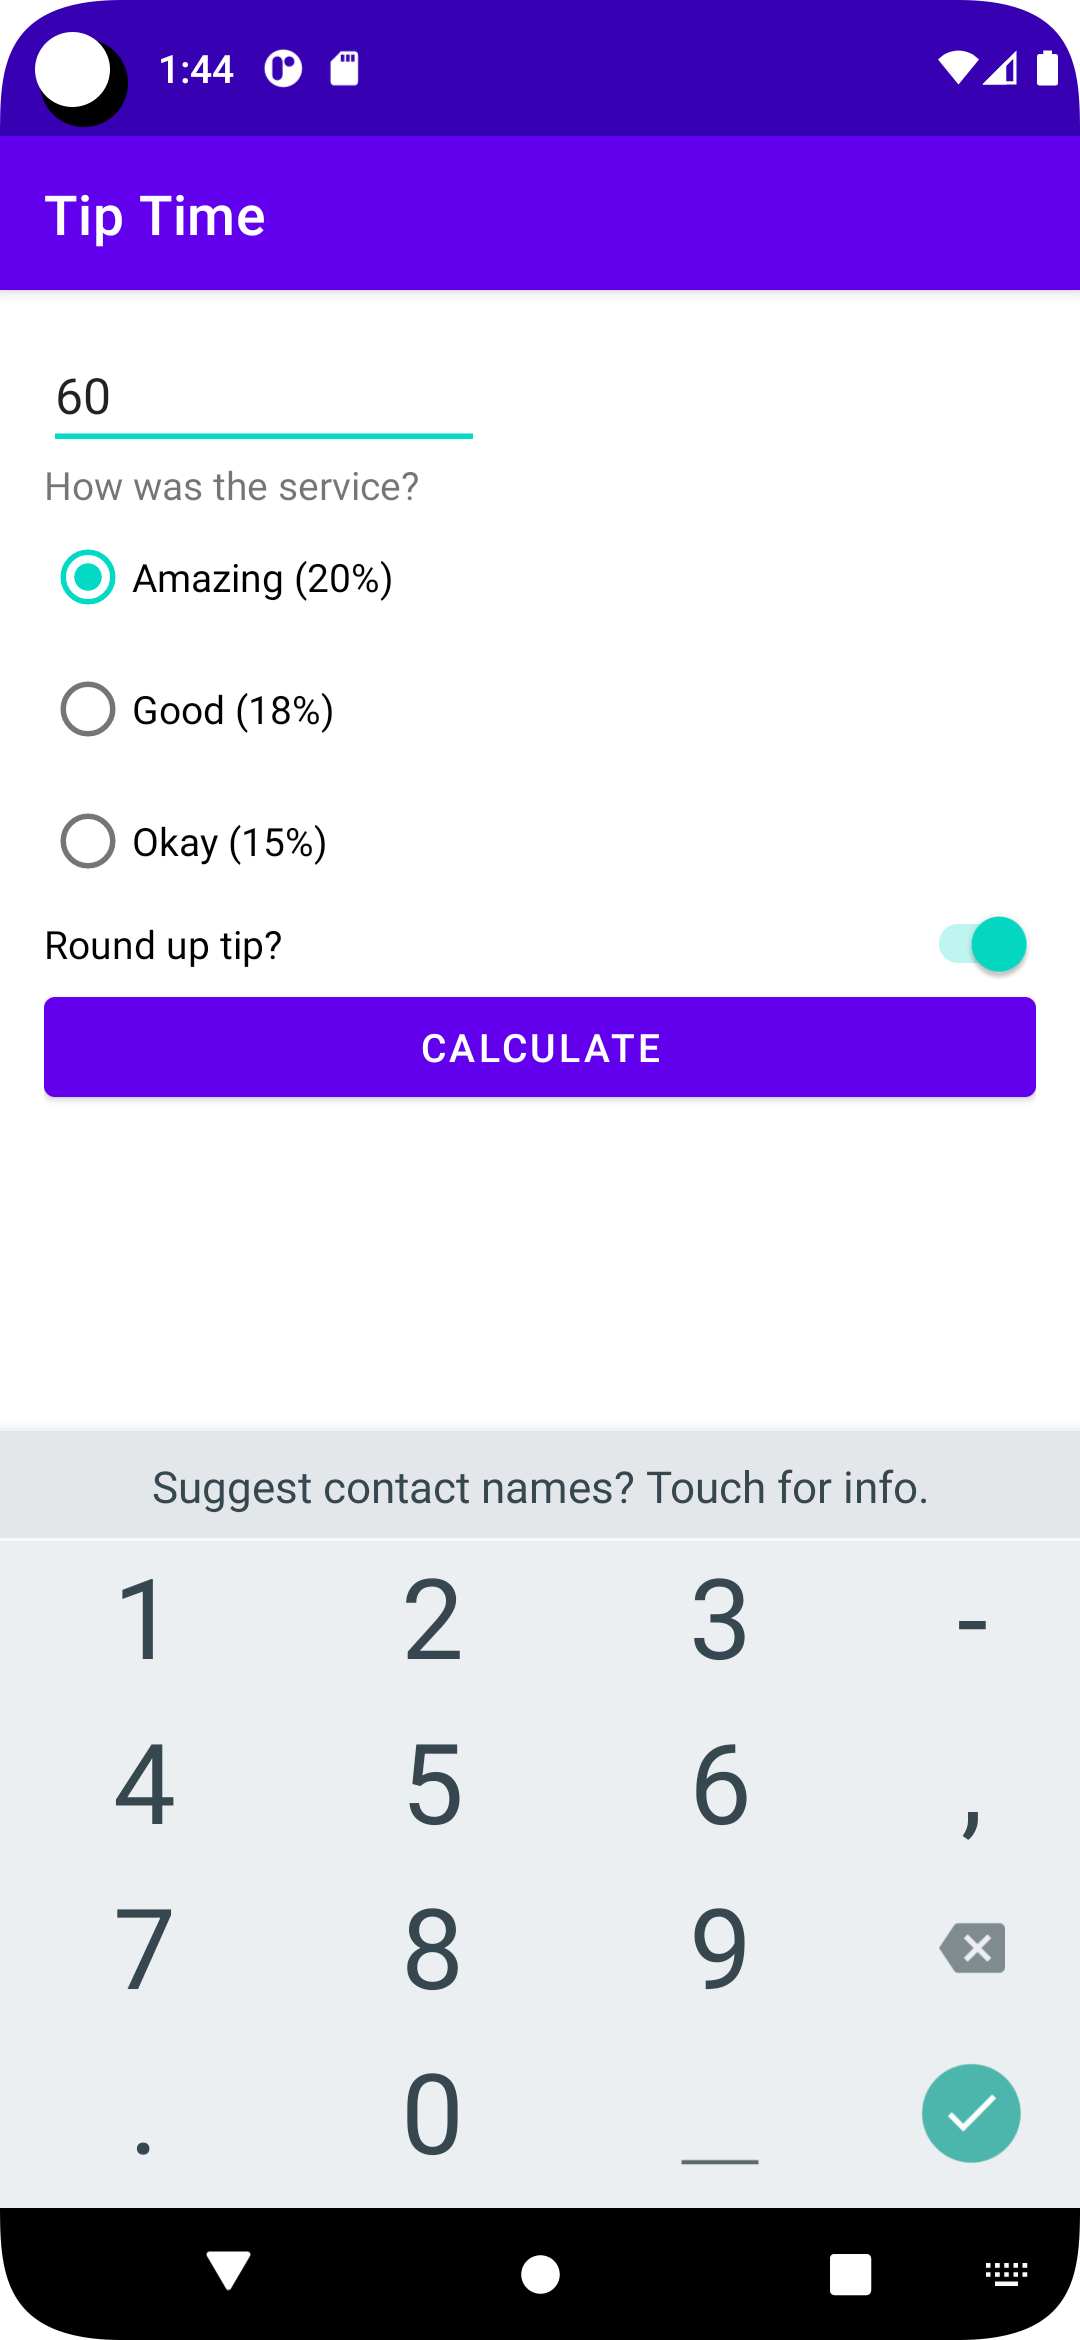 1:44
Tip Time
60
How was the service?
Amazing (20%)
Good (18%)
Okay (15%)
Round up tip?
CALCULATE
Suggest contact names? Touch for info.
1 2 3 -
4 5 6 ,
7 8 9
. 0 _